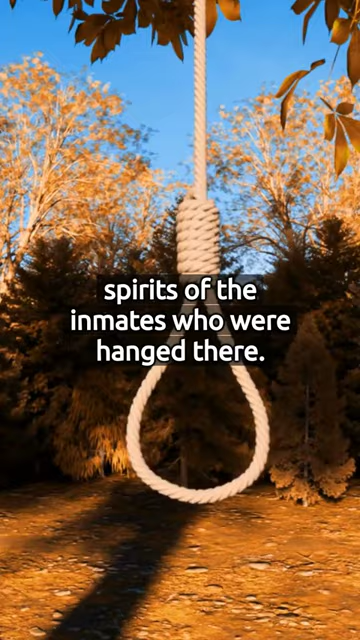 spirits of the
inmates who were
hanged there.